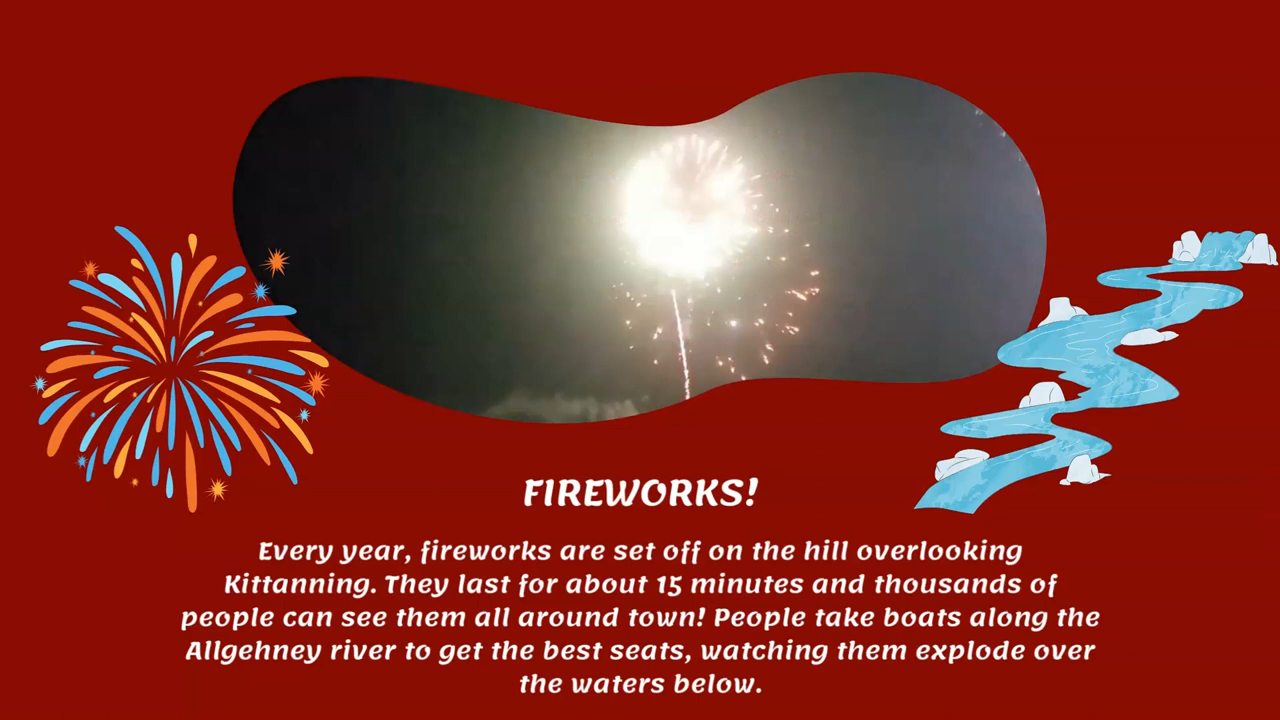 FIREWORKS!
Every year, fireworks are set off on the hill overlooking
Kittanning. They last for about 15 minutes and thousands of
people can see them all around town! People take boats along the
Allgehney river to get the best seats, watching them explode over
the waters below.